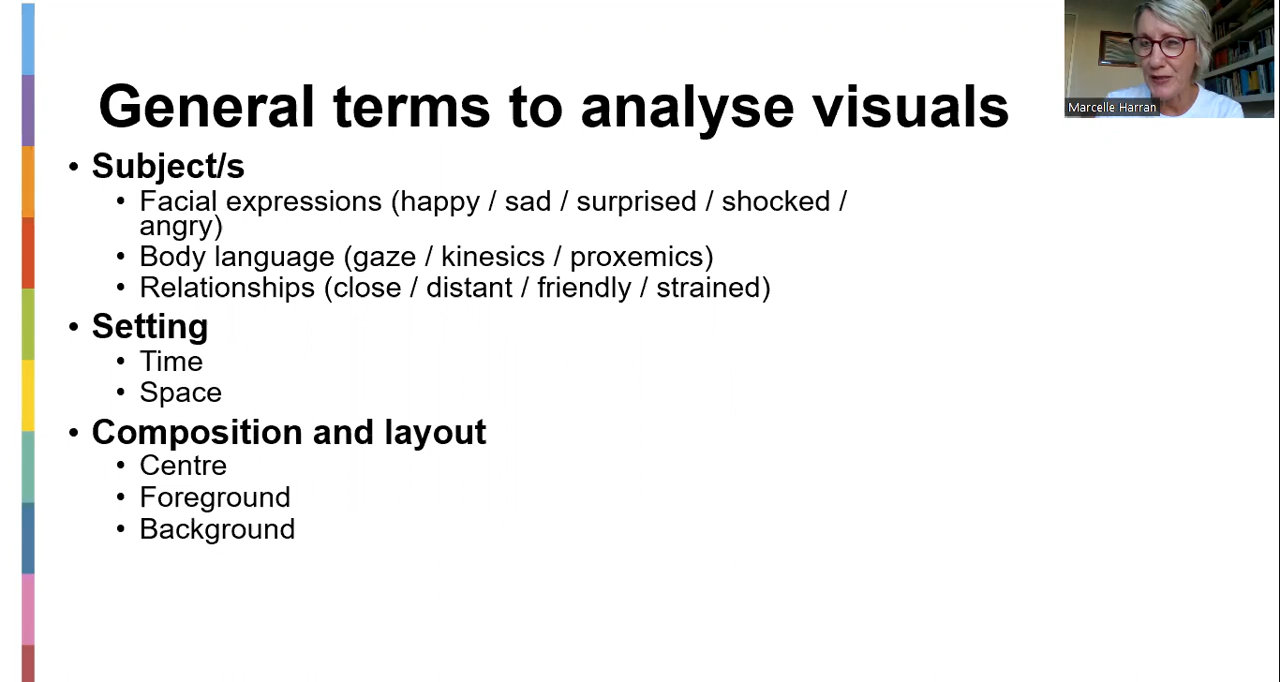 General terms to analyse visuals
Marcelle Harran
• Subject/s
• Facial expressions (happy / sad / surprised / shocked /
angry)
• Body language (gaze / kinesics / proxemics)
• Relationships (close / distant / friendly / strained)
• Setting
• Time
• Space
• Composition and layout
• Centre
• Foreground
• Background